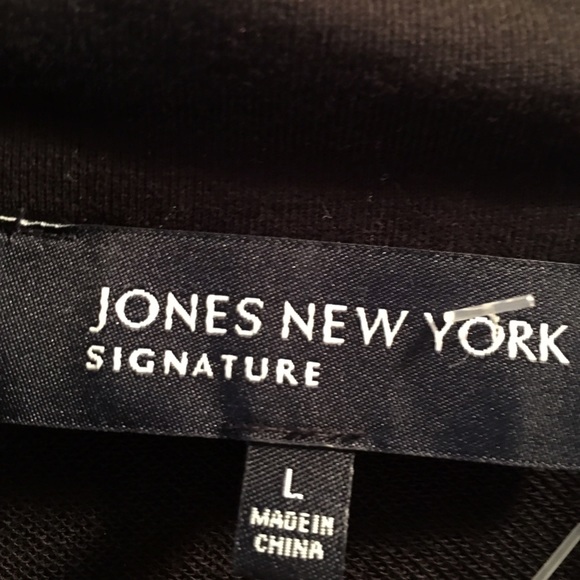 JONES NEW YORK
SIGNATURE
L
MADE IN
CHINA